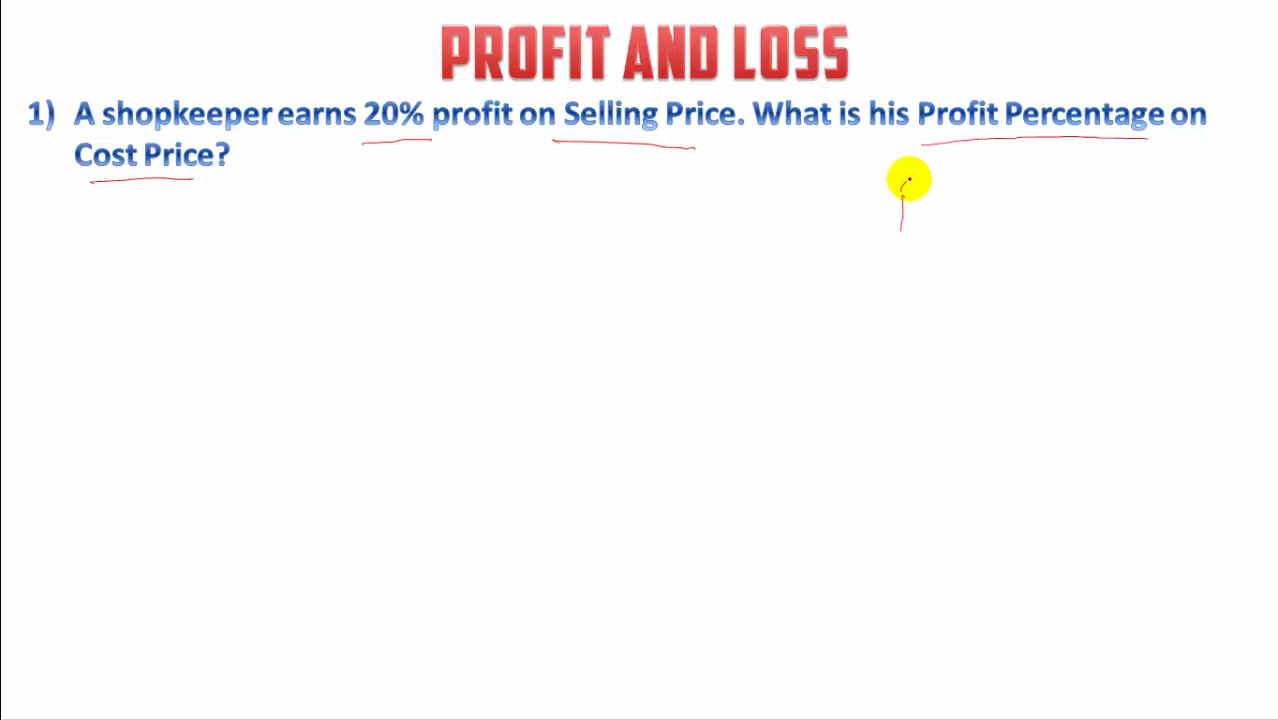 PROFIT AND LOSS
1) A shopkeeper earns 20% profit on Selling Price. What is his Profit Percentage on
Cost Price?